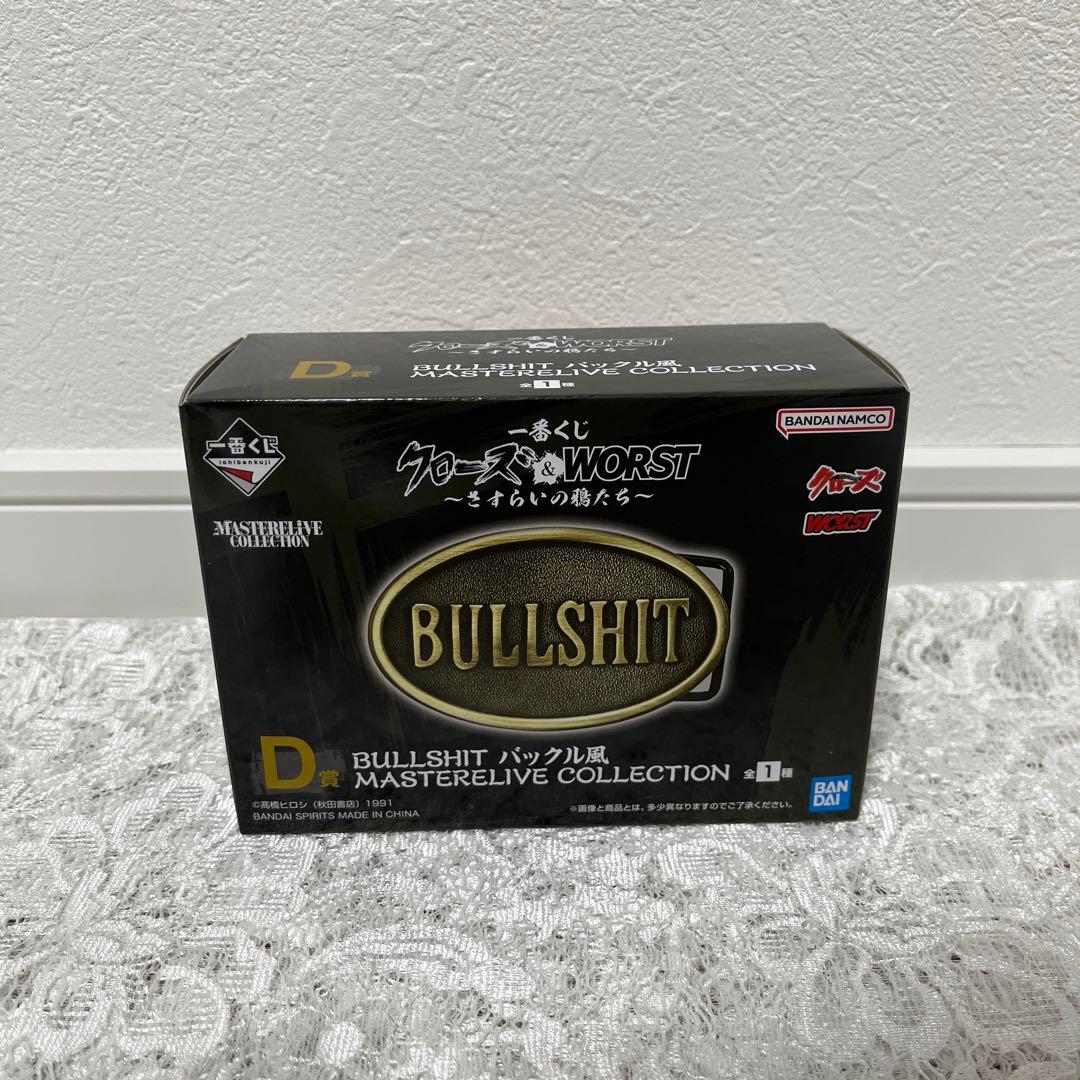 一番くじ
クローズ&WORST
～さすらいの鴉たち～
D賞
BULLSHIT バックル風
MASTERELIVE COLLECTION
全1種
一番くじ
ichibankuji
MASTERELIVE
COLLECTION
一番くじ
クローズ&WORST
～さすらいの鴉たち～
BANDAI NAMCO
クローズ
WORST
BULLSHIT
D賞
BULLSHIT バックル風
MASTERELIVE COLLECTION 全1種
©髙橋ヒロシ（秋田書店）1991
BANDAI SPIRITS MADE IN CHINA
※画像と商品とは、多少異なりますのでご了承ください。
BAN
DAI